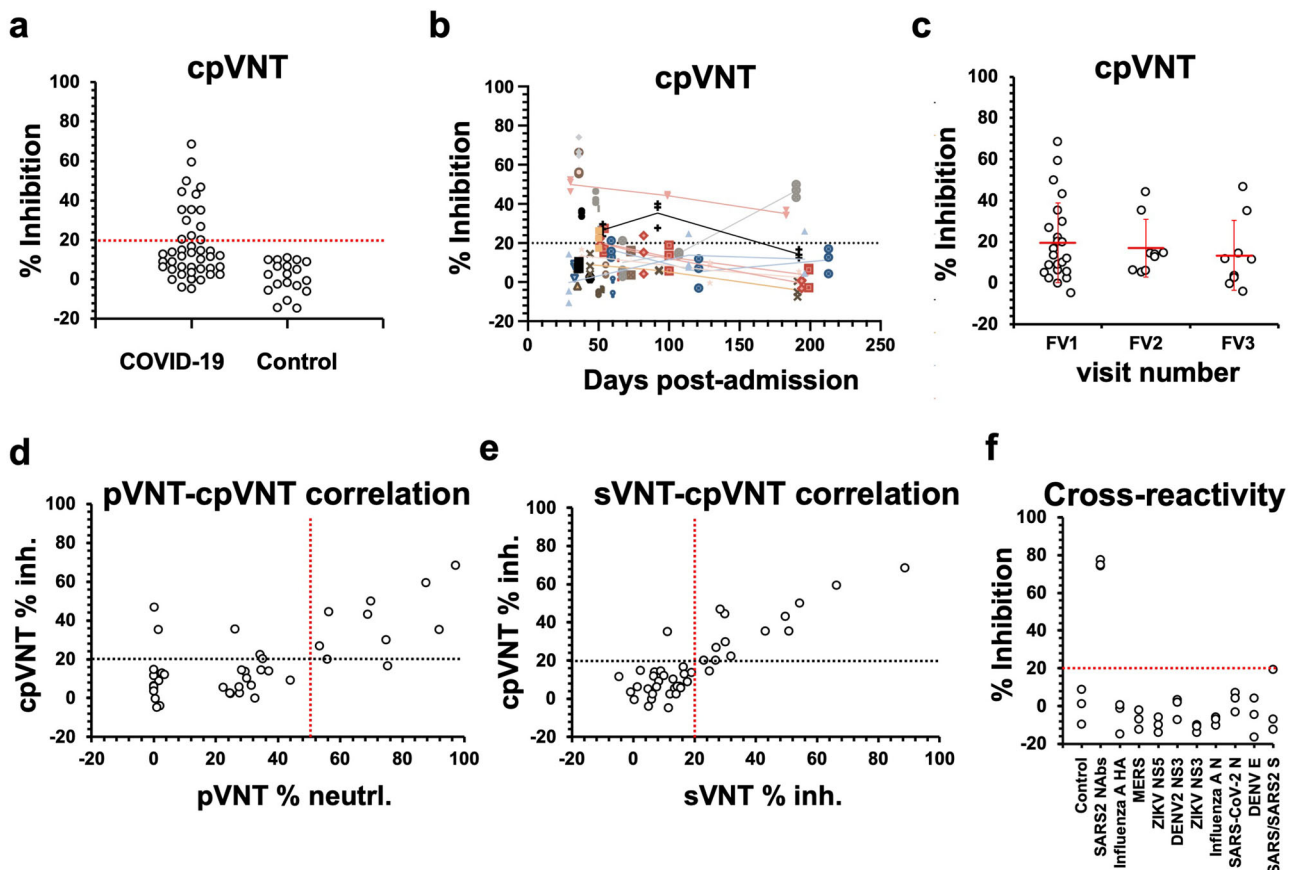 a
cpVNT
% Inhibition
100
80
60
40
20
0
-20
COVID-19 Control
b
cpVNT
% Inhibition
100
80
60
40
20
0
-20
0 50 100 150 200 250
Days post-admission
c
cpVNT
% Inhibition
100
80
60
40
20
0
-20
FV1 FV2 FV3
visit number
d
pVNT-cpVNT correlation
cpVNT % inh.
100
80
60
40
20
0
-20
-20 0 20 40 60 80 100
pVNT % neutrl.
e
sVNT-cpVNT correlation
cpVNT % inh.
100
80
60
40
20
0
-20
-20 0 20 40 60 80 100
sVNT % inh.
f
Cross-reactivity
% Inhibition
100
80
60
40
20
0
-20
Control
SARS2 NAbs
Influenza A HA
MERS
ZIKV NS5
DENV2 NS3
ZIKV NS3
Influenza A N
SARS-CoV-2 N
DENV E
SARS/SARS2 S